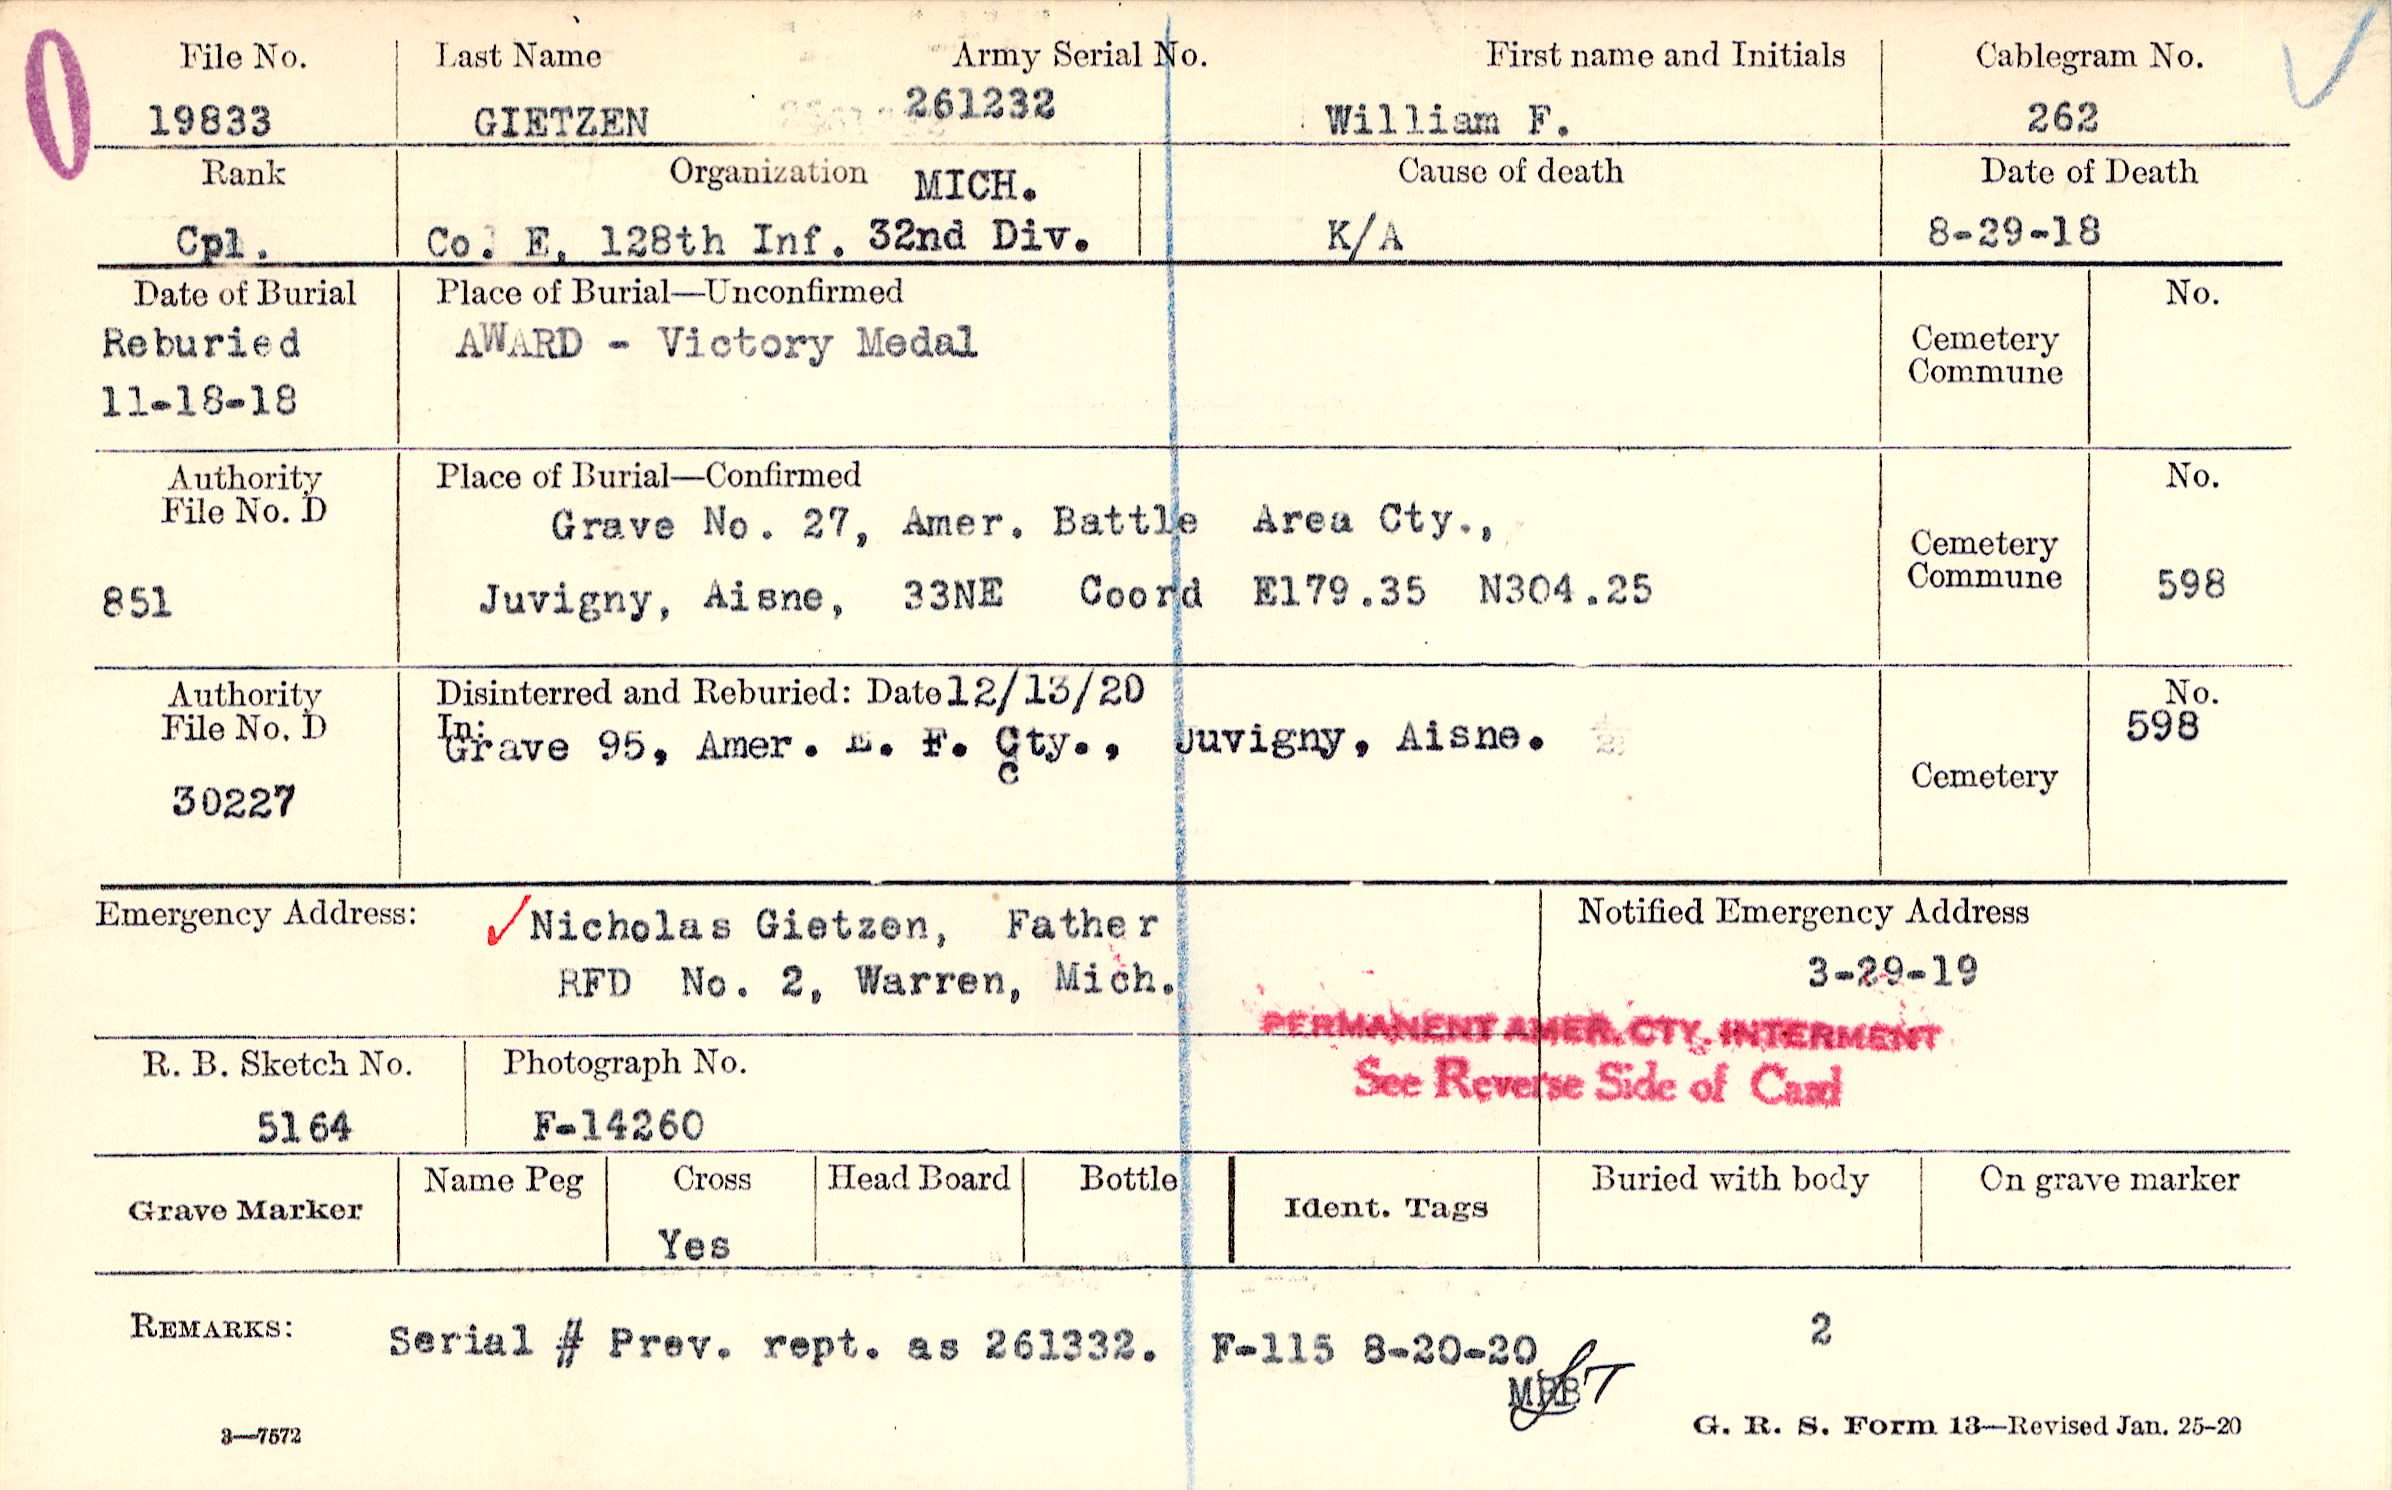 File No. Last Name Army Serial No. First name and Initials Cablegram No.
19833 GIETZEN 261232 William F. 262
Rank Organization MICH. Cause of death Date of Death
Cpl. Co. E, 128th Inf. 32nd Div. K/A 8-29-18
Date of Burial Place of Burial—Unconfirmed No.
Reburied AWARD - Victory Medal Cemetery
Commune
11-18-18
Authority Place of Burial—Confirmed No.
File No. D Grave No. 27, Amer. Battle Area Cty.,
Cemetery
851 Juvigny, Aisne, 33NE Coord E179.35 N304.25 Commune 598
Authority Disinterred and Reburied: Date 12/13/20 No.
File No. D In: Grave 95, Amer. E. F. Cty., Juvigny, Aisne. 598
c
30227 Cemetery
Emergency Address: Nicholas Gietzen, Father Notified Emergency Address
RFD No. 2, Warren, Mich. 3-29-19
PERMANENT AMER. CTY. INTERMENT
See Reverse Side of Card
R. B. Sketch No. Photograph No.
5164 F-14260
Grave Marker Name Peg Cross Head Board Bottle Ident. Tags Buried with body On grave marker
Yes
REMARKS: Serial # Prev. rept. as 261332. F-115 8-20-20 2
3—7572 G. R. S. Form 13—Revised Jan. 25-20